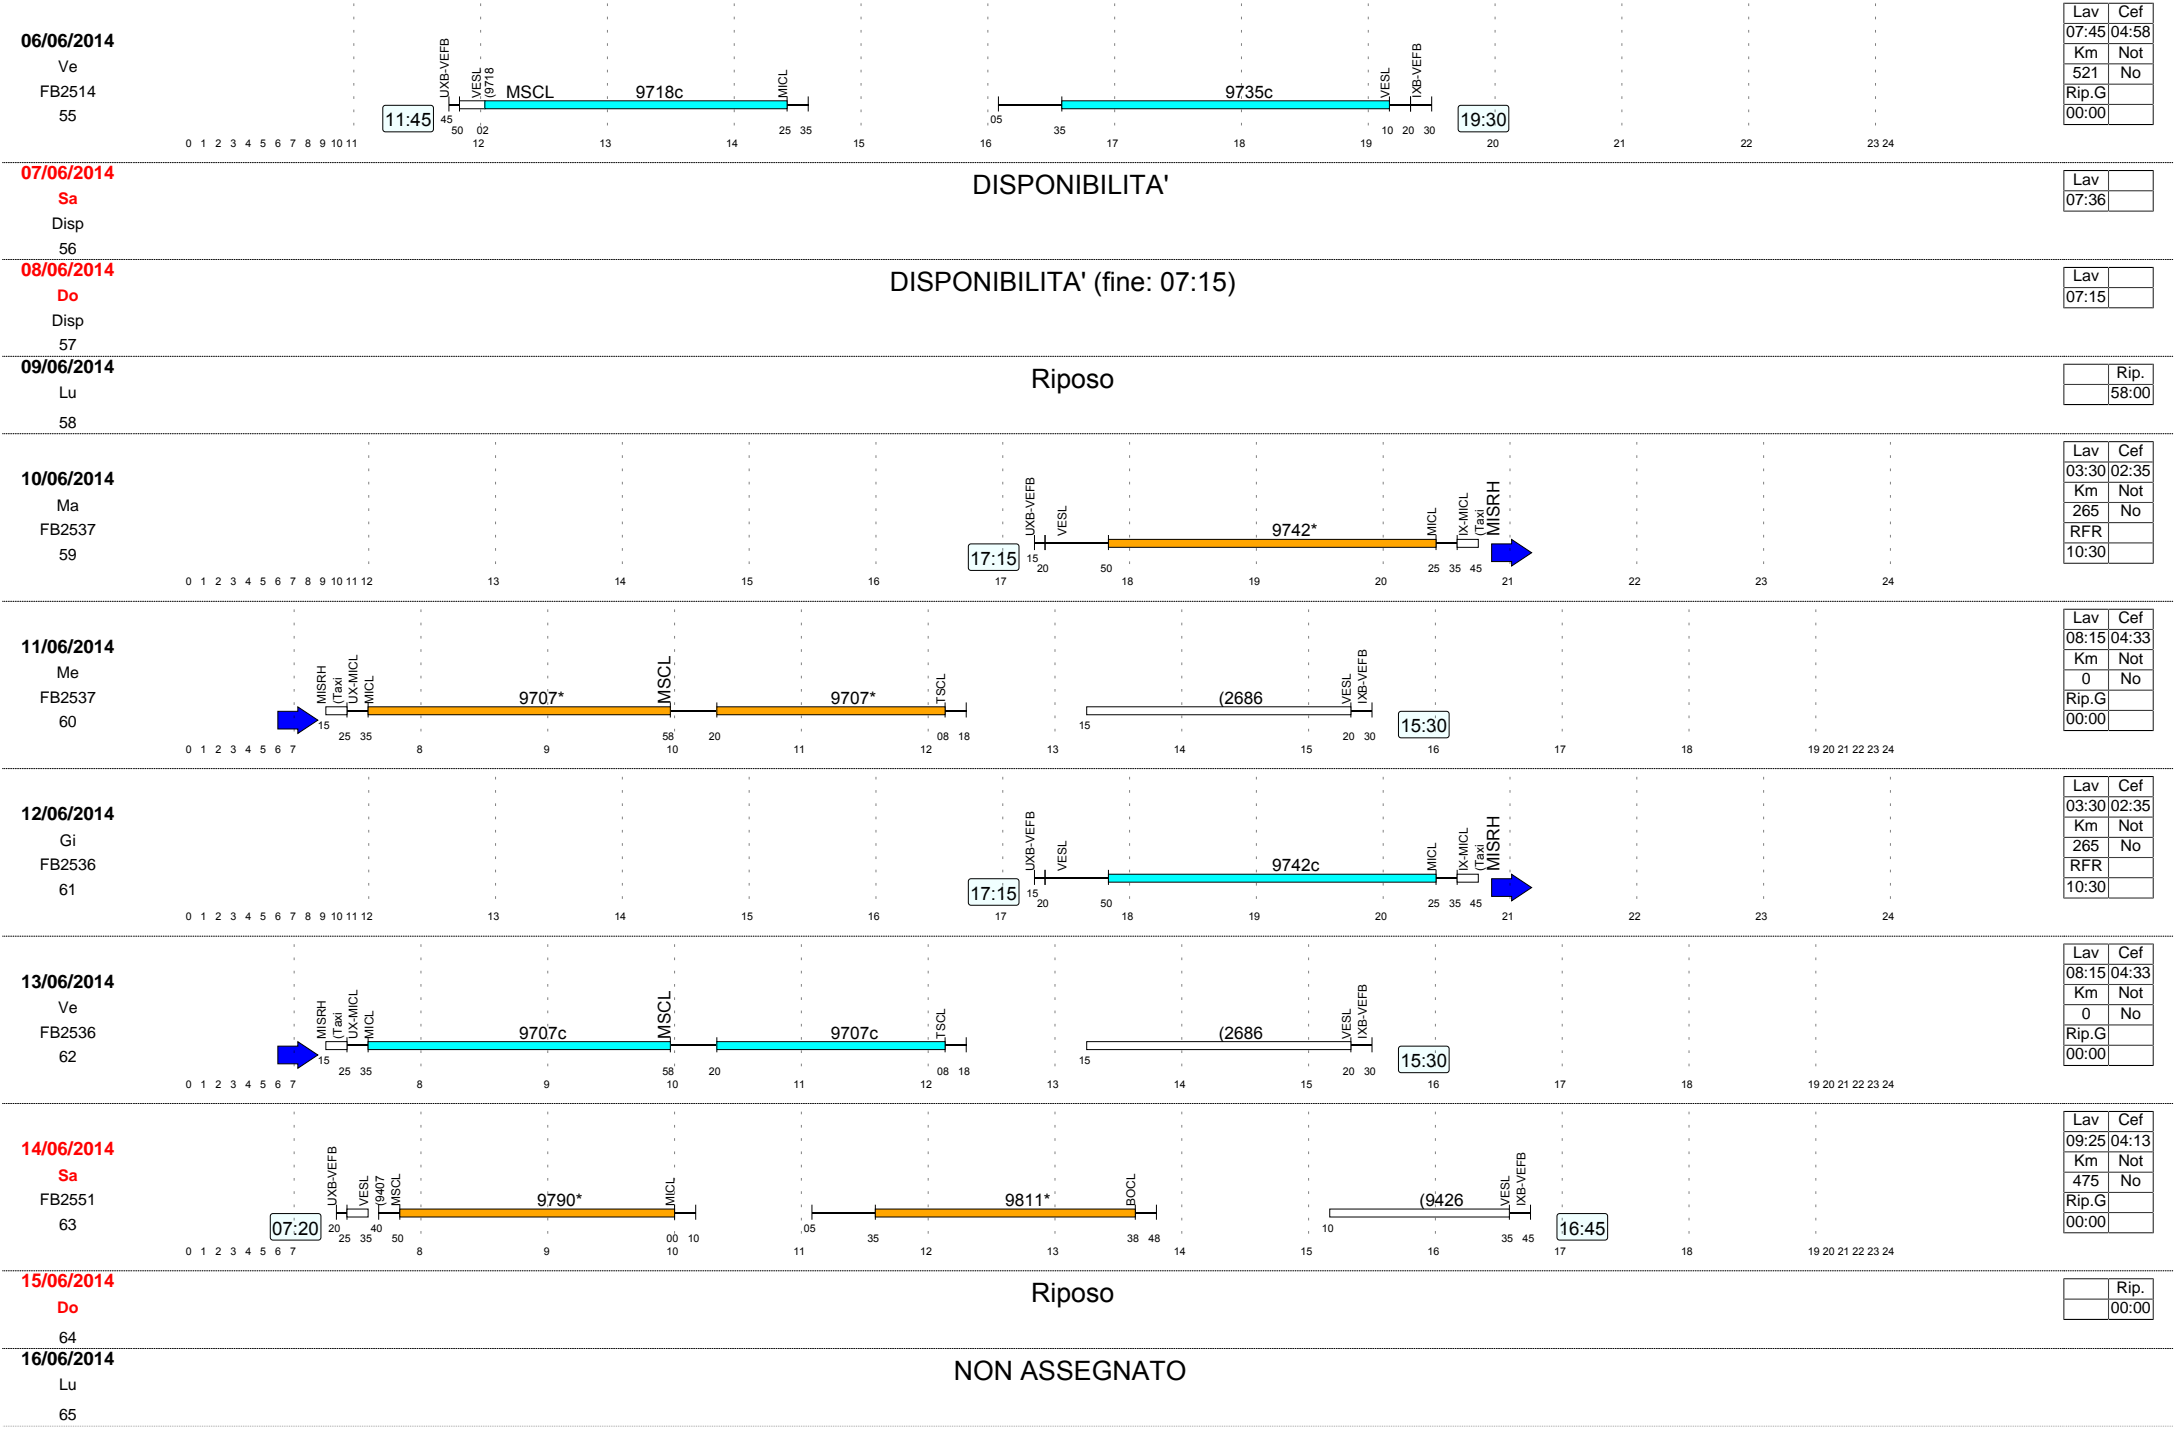 06/06/2014
Ve
FB2514
55
11:45
UXB-VEFB
VESL
(9718
MSCL
9718c
MICL
9735c
VESL
IXB-VEFB
19:30
45 50 02 25 35 05 35 10 20 30
0 1 2 3 4 5 6 7 8 9 10 11 12 13 14 15 16 17 18 19 20 21 22 23 24
Lav Cef
07:45 04:58
Km Not
521 No
Rip.G
00:00
07/06/2014
Sa
Disp
56
DISPONIBILITA'
Lav
07:36
08/06/2014
Do
Disp
57
DISPONIBILITA' (fine: 07:15)
Lav
07:15
09/06/2014
Lu
58
Riposo
Rip.
58:00
10/06/2014
Ma
FB2537
59
17:15
UXB-VEFB
VESL
9742*
MICL
IX-MICL
(Taxi
MISRH
15 20 50 25 35 45
0 1 2 3 4 5 6 7 8 9 10 11 12 13 14 15 16 17 18 19 20 21 22 23 24
Lav Cef
03:30 02:35
Km Not
265 No
RFR
10:30
11/06/2014
Me
FB2537
60
MISRH
(Taxi
UX-MICL
MICL
9707*
MSCL
9707*
TSCL
(2686
VESL
IXB-VEFB
15:30
15 25 35 58 20 08 18 15 20 30
0 1 2 3 4 5 6 7 8 9 10 11 12 13 14 15 16 17 18 19 20 21 22 23 24
Lav Cef
08:15 04:33
Km Not
0 No
Rip.G
00:00
12/06/2014
Gi
FB2536
61
17:15
UXB-VEFB
VESL
9742c
MICL
IX-MICL
(Taxi
MISRH
15 20 50 25 35 45
0 1 2 3 4 5 6 7 8 9 10 11 12 13 14 15 16 17 18 19 20 21 22 23 24
Lav Cef
03:30 02:35
Km Not
265 No
RFR
10:30
13/06/2014
Ve
FB2536
62
MISRH
(Taxi
UX-MICL
MICL
9707c
MSCL
9707c
TSCL
(2686
VESL
IXB-VEFB
15:30
15 25 35 58 20 08 18 15 20 30
0 1 2 3 4 5 6 7 8 9 10 11 12 13 14 15 16 17 18 19 20 21 22 23 24
Lav Cef
08:15 04:33
Km Not
0 No
Rip.G
00:00
14/06/2014
Sa
FB2551
63
07:20
UXB-VEFB
VESL
(9407
MSCL
9790*
MICL
9811*
BOCL
(9426
VESL
IXB-VEFB
16:45
20 25 35 40 50 00 10 05 35 38 48 10 35 45
0 1 2 3 4 5 6 7 8 9 10 11 12 13 14 15 16 17 18 19 20 21 22 23 24
Lav Cef
09:25 04:13
Km Not
475 No
Rip.G
00:00
15/06/2014
Do
64
Riposo
Rip.
00:00
16/06/2014
Lu
65
NON ASSEGNATO